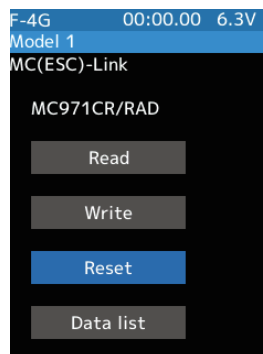 F-4G 00:00.00 6.3V
Model 1
MC(ESC)-Link
MC971CR/RAD
Read
Write
Reset
Data list